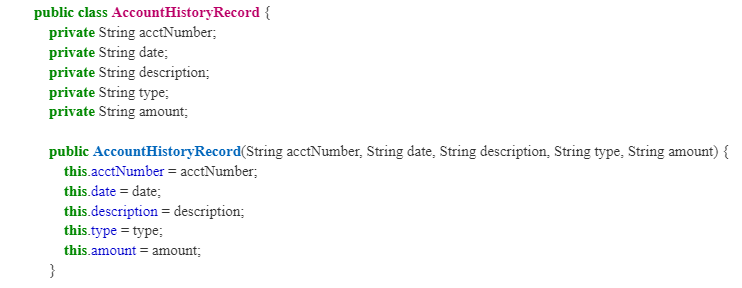 public class AccountHistoryRecord {
private String acctNumber;
private String date;
private String description;
private String type;
private String amount;
public AccountHistoryRecord(String acctNumber, String date, String description, String type, String amount) {
this.acctNumber = acctNumber;
this.date = date;
this.description = description;
this.type = type;
this.amount = amount;
}